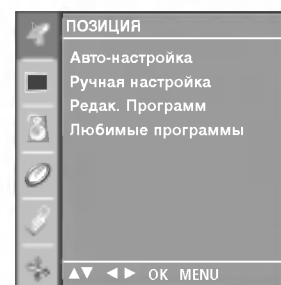 ПОЗИЦИЯ
Авто-настройка
Ручная настройка
Редак. Программ
Любимые программы
▲▼ ◄► OK MENU